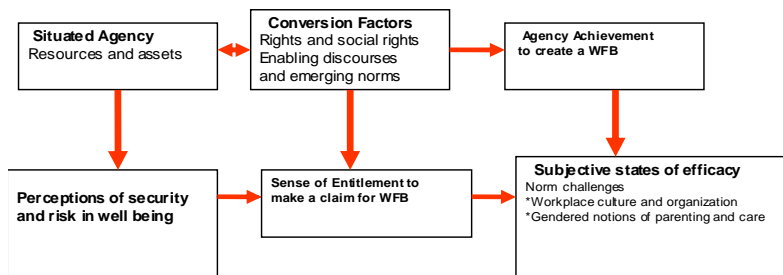 Situated Agency
Resources and assets
Conversion Factors
Rights and social rights
Enabling discourses
and emerging norms
Agency Achievement
to create a WFB
Perceptions of security
and risk in well being
Sense of Entitlement to
make a claim for WFB
Subjective states of efficacy
Norm challenges
*Workplace culture and organization
*Gendered notions of parenting and care